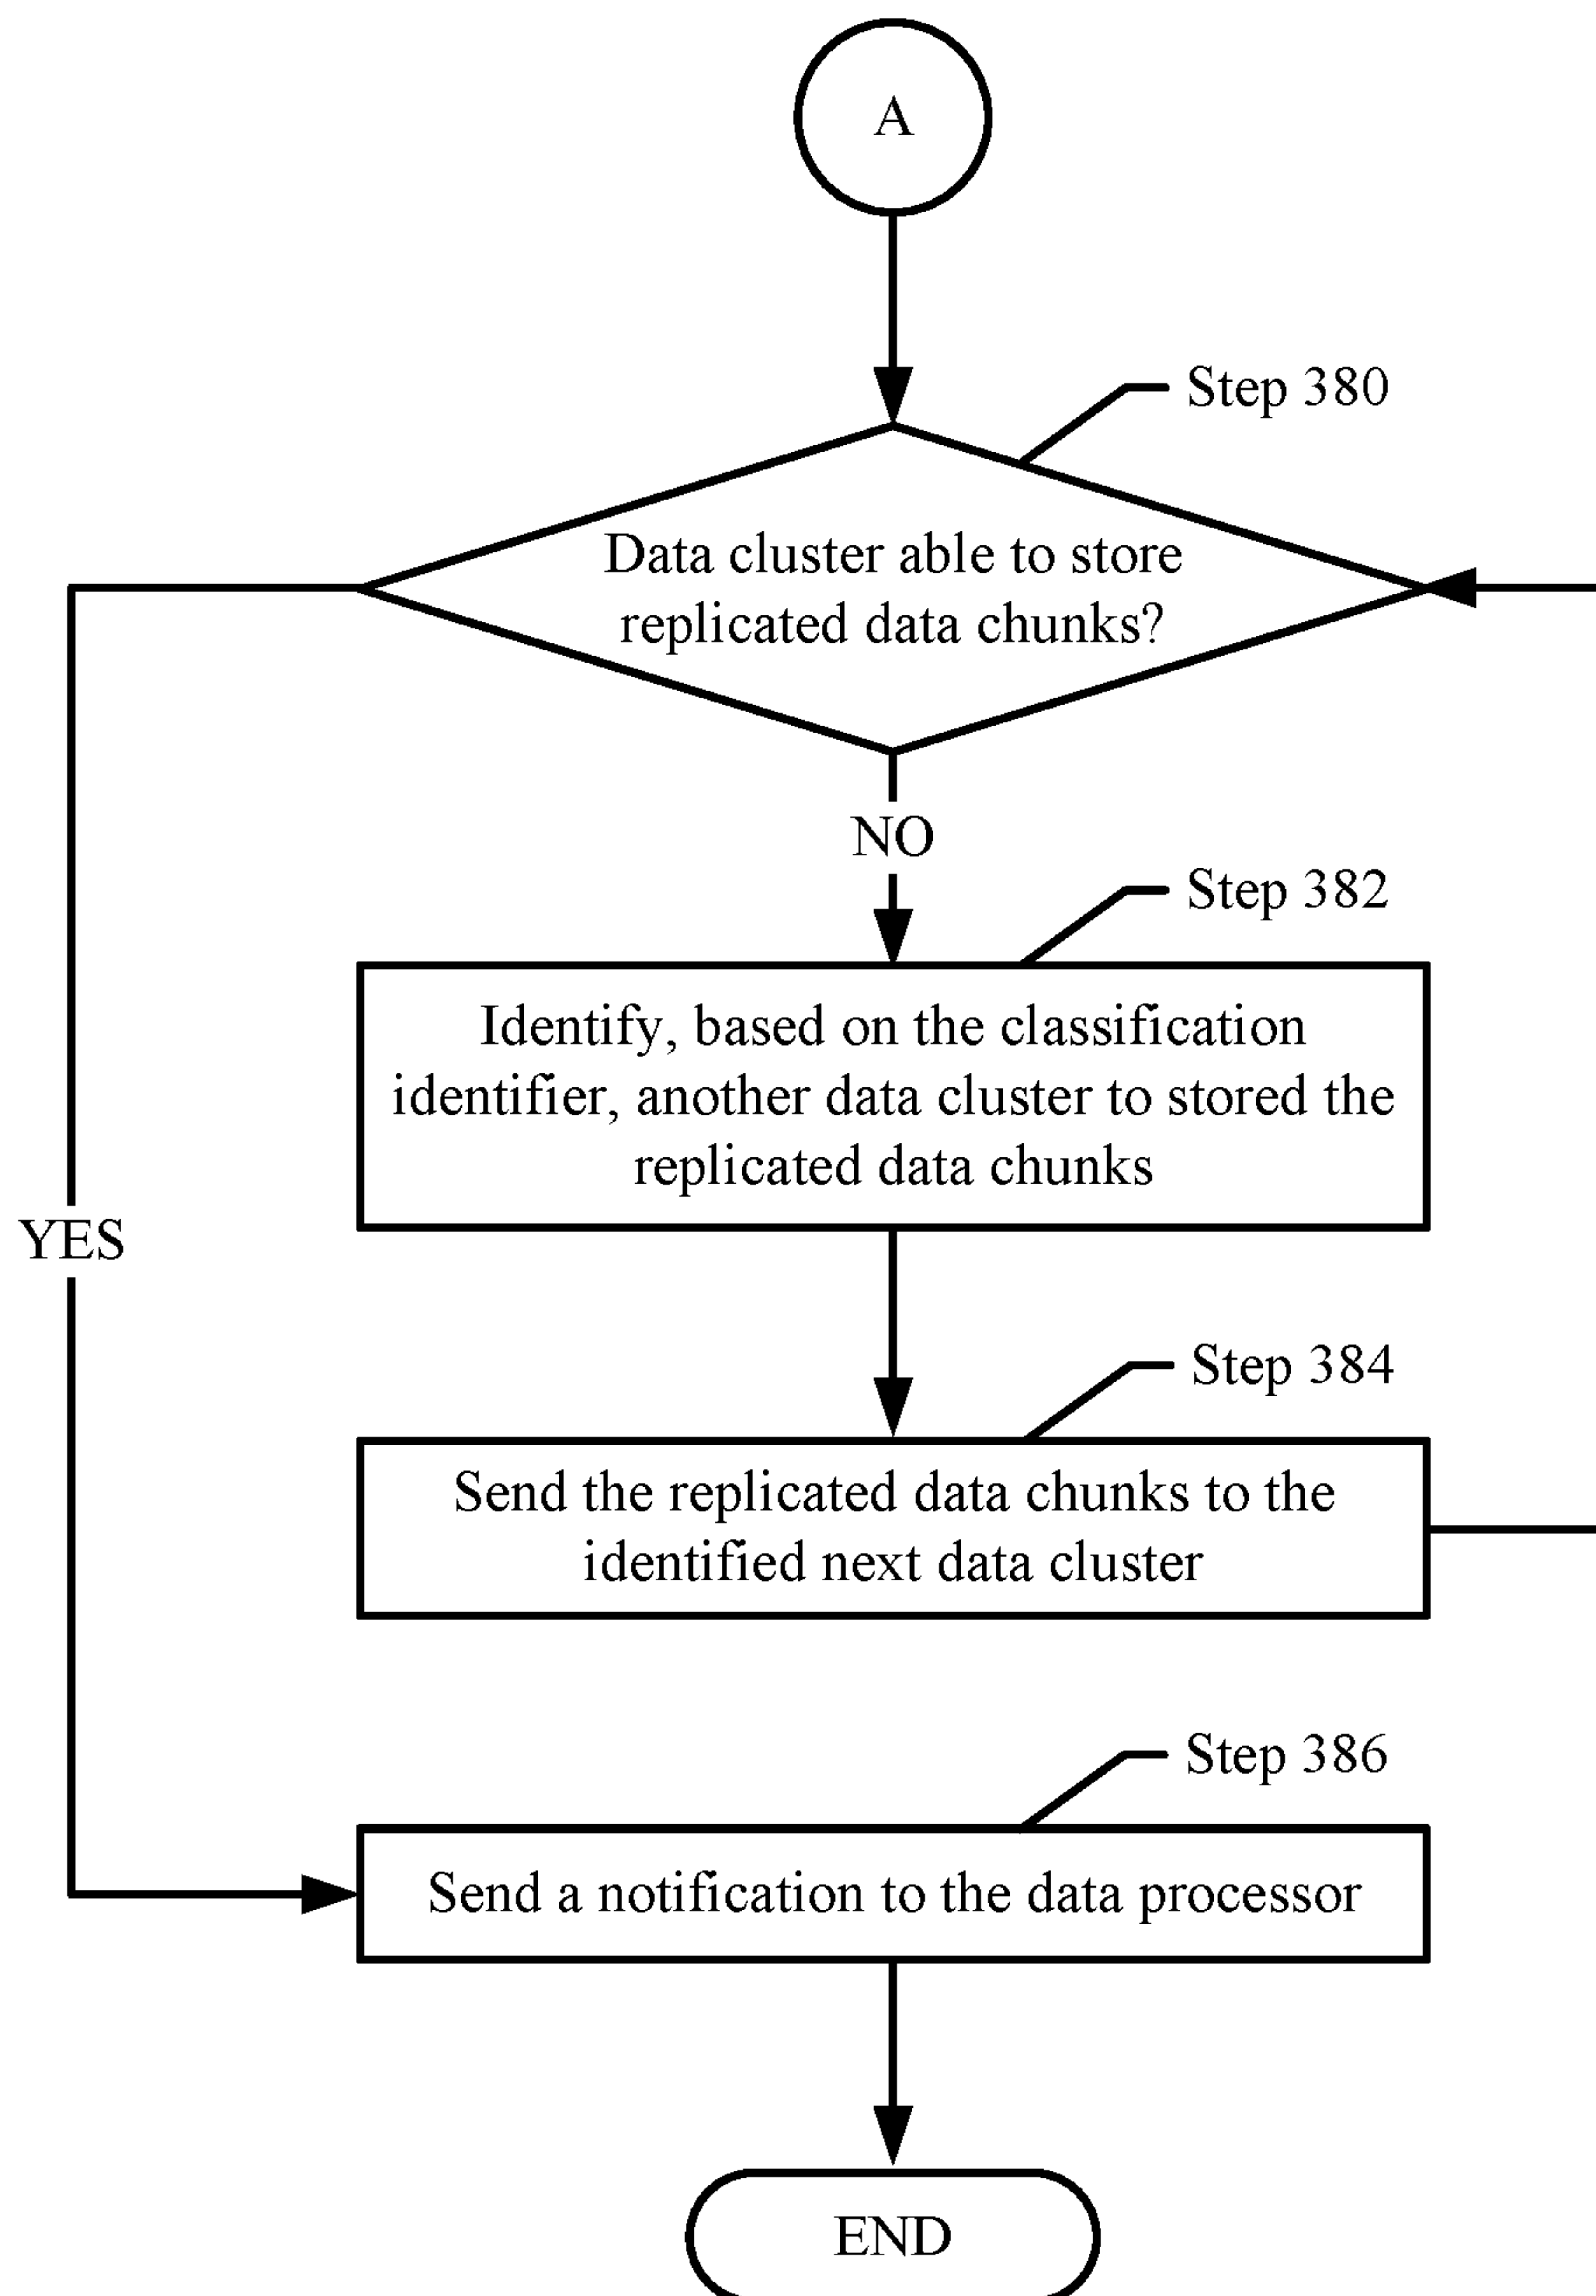 A
Step 380
Data cluster able to store
replicated data chunks?
NO
Step 382
Identify, based on the classification
identifier, another data cluster to stored the
replicated data chunks
YES
Step 384
Send the replicated data chunks to the
identified next data cluster
Step 386
Send a notification to the data processor
END